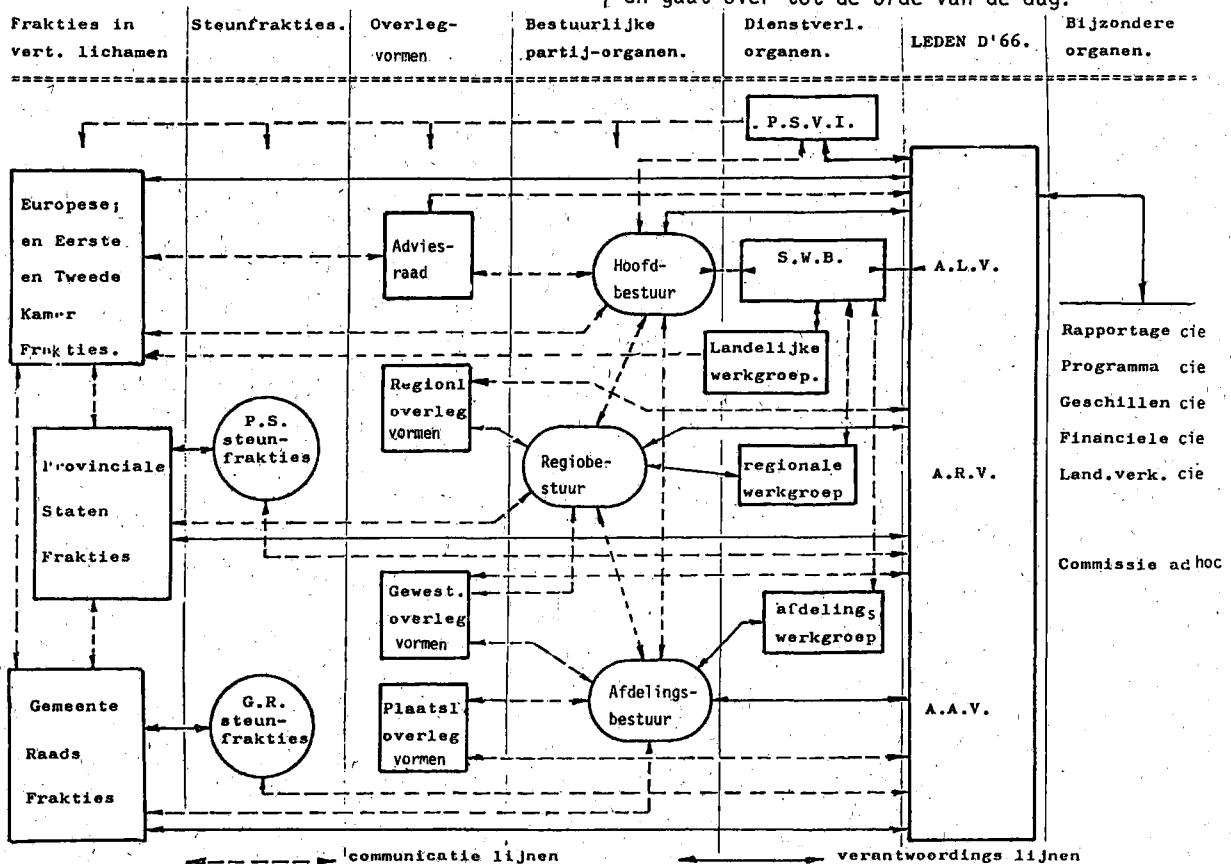 en gaat over tot de orde van de dag.
Frakties in
vert. lichamen
Steunfrakties.
Overleg-
vormen
Bestuurlijke
partij-organen.
Dienstverl.
organen.
LEDEN D'66.
Bijzondere
organen.
P.S.V.I.
Europese;
en Eerste
en Tweede
Kamer
Frakties.
Advies-
raad
Hoofd-
bestuur
S.W.B.
A.L.V.
Landelijke
werkgroep.
Rapportage cie
Programma cie
Geschillen cie
Financiele cie
Land.verk. cie
Commissie ad hoc
Regionl
overleg
vormen
P.S.
steun-
frakties
Provinciale
Staten
Frakties
Regiobe-
stuur
regionale
werkgroep
A.R.V.
Gewest.
overleg
vormen
afdelings
werkgroep
Gemeente
Raads
Frakties
G.R.
steun-
frakties
Plaatsl.
overleg
vormen
Afdelings-
bestuur
A.A.V.
communicatie lijnen
verantwoordings lijnen